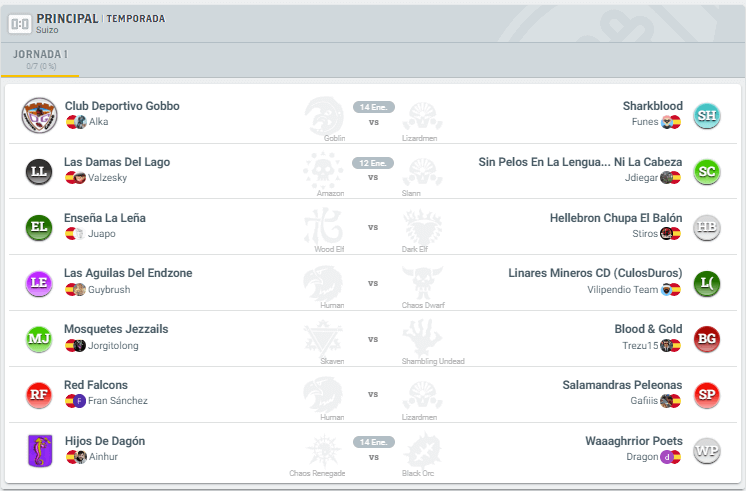 0:0 PRINCIPAL | TEMPORADA
Suizo
JORNADA 1
0/7 (0 %)
Club Deportivo Gobbo 14 Ene. Sharkblood SH
Alka vs Funes
Goblin Lizardmen
LL Las Damas Del Lago 12 Ene. Sin Pelos En La Lengua... Ni La Cabeza SC
Valzesky vs Jdiegar
Amazon Slann
EL Enseña La Leña Hellebron Chupa El Balón HB
Juapo vs Stiros
Wood Elf Dark Elf
LE Las Aguilas Del Endzone Linares Mineros CD (CulosDuros) L(
Guybrush vs Vilipendio Team
Human Chaos Dwarf
MJ Mosquetes Jezzails Blood & Gold BG
Jorgitolong vs Trezu15
Skaven Shambling Undead
RF Red Falcons Salamandras Peleonas SP
F Fran Sánchez vs Gafiiis
Human Lizardmen
Hijos De Dagón 14 Ene. Waaaghrrior Poets WP
Ainhur vs Dragon d
Chaos Renegade Black Orc